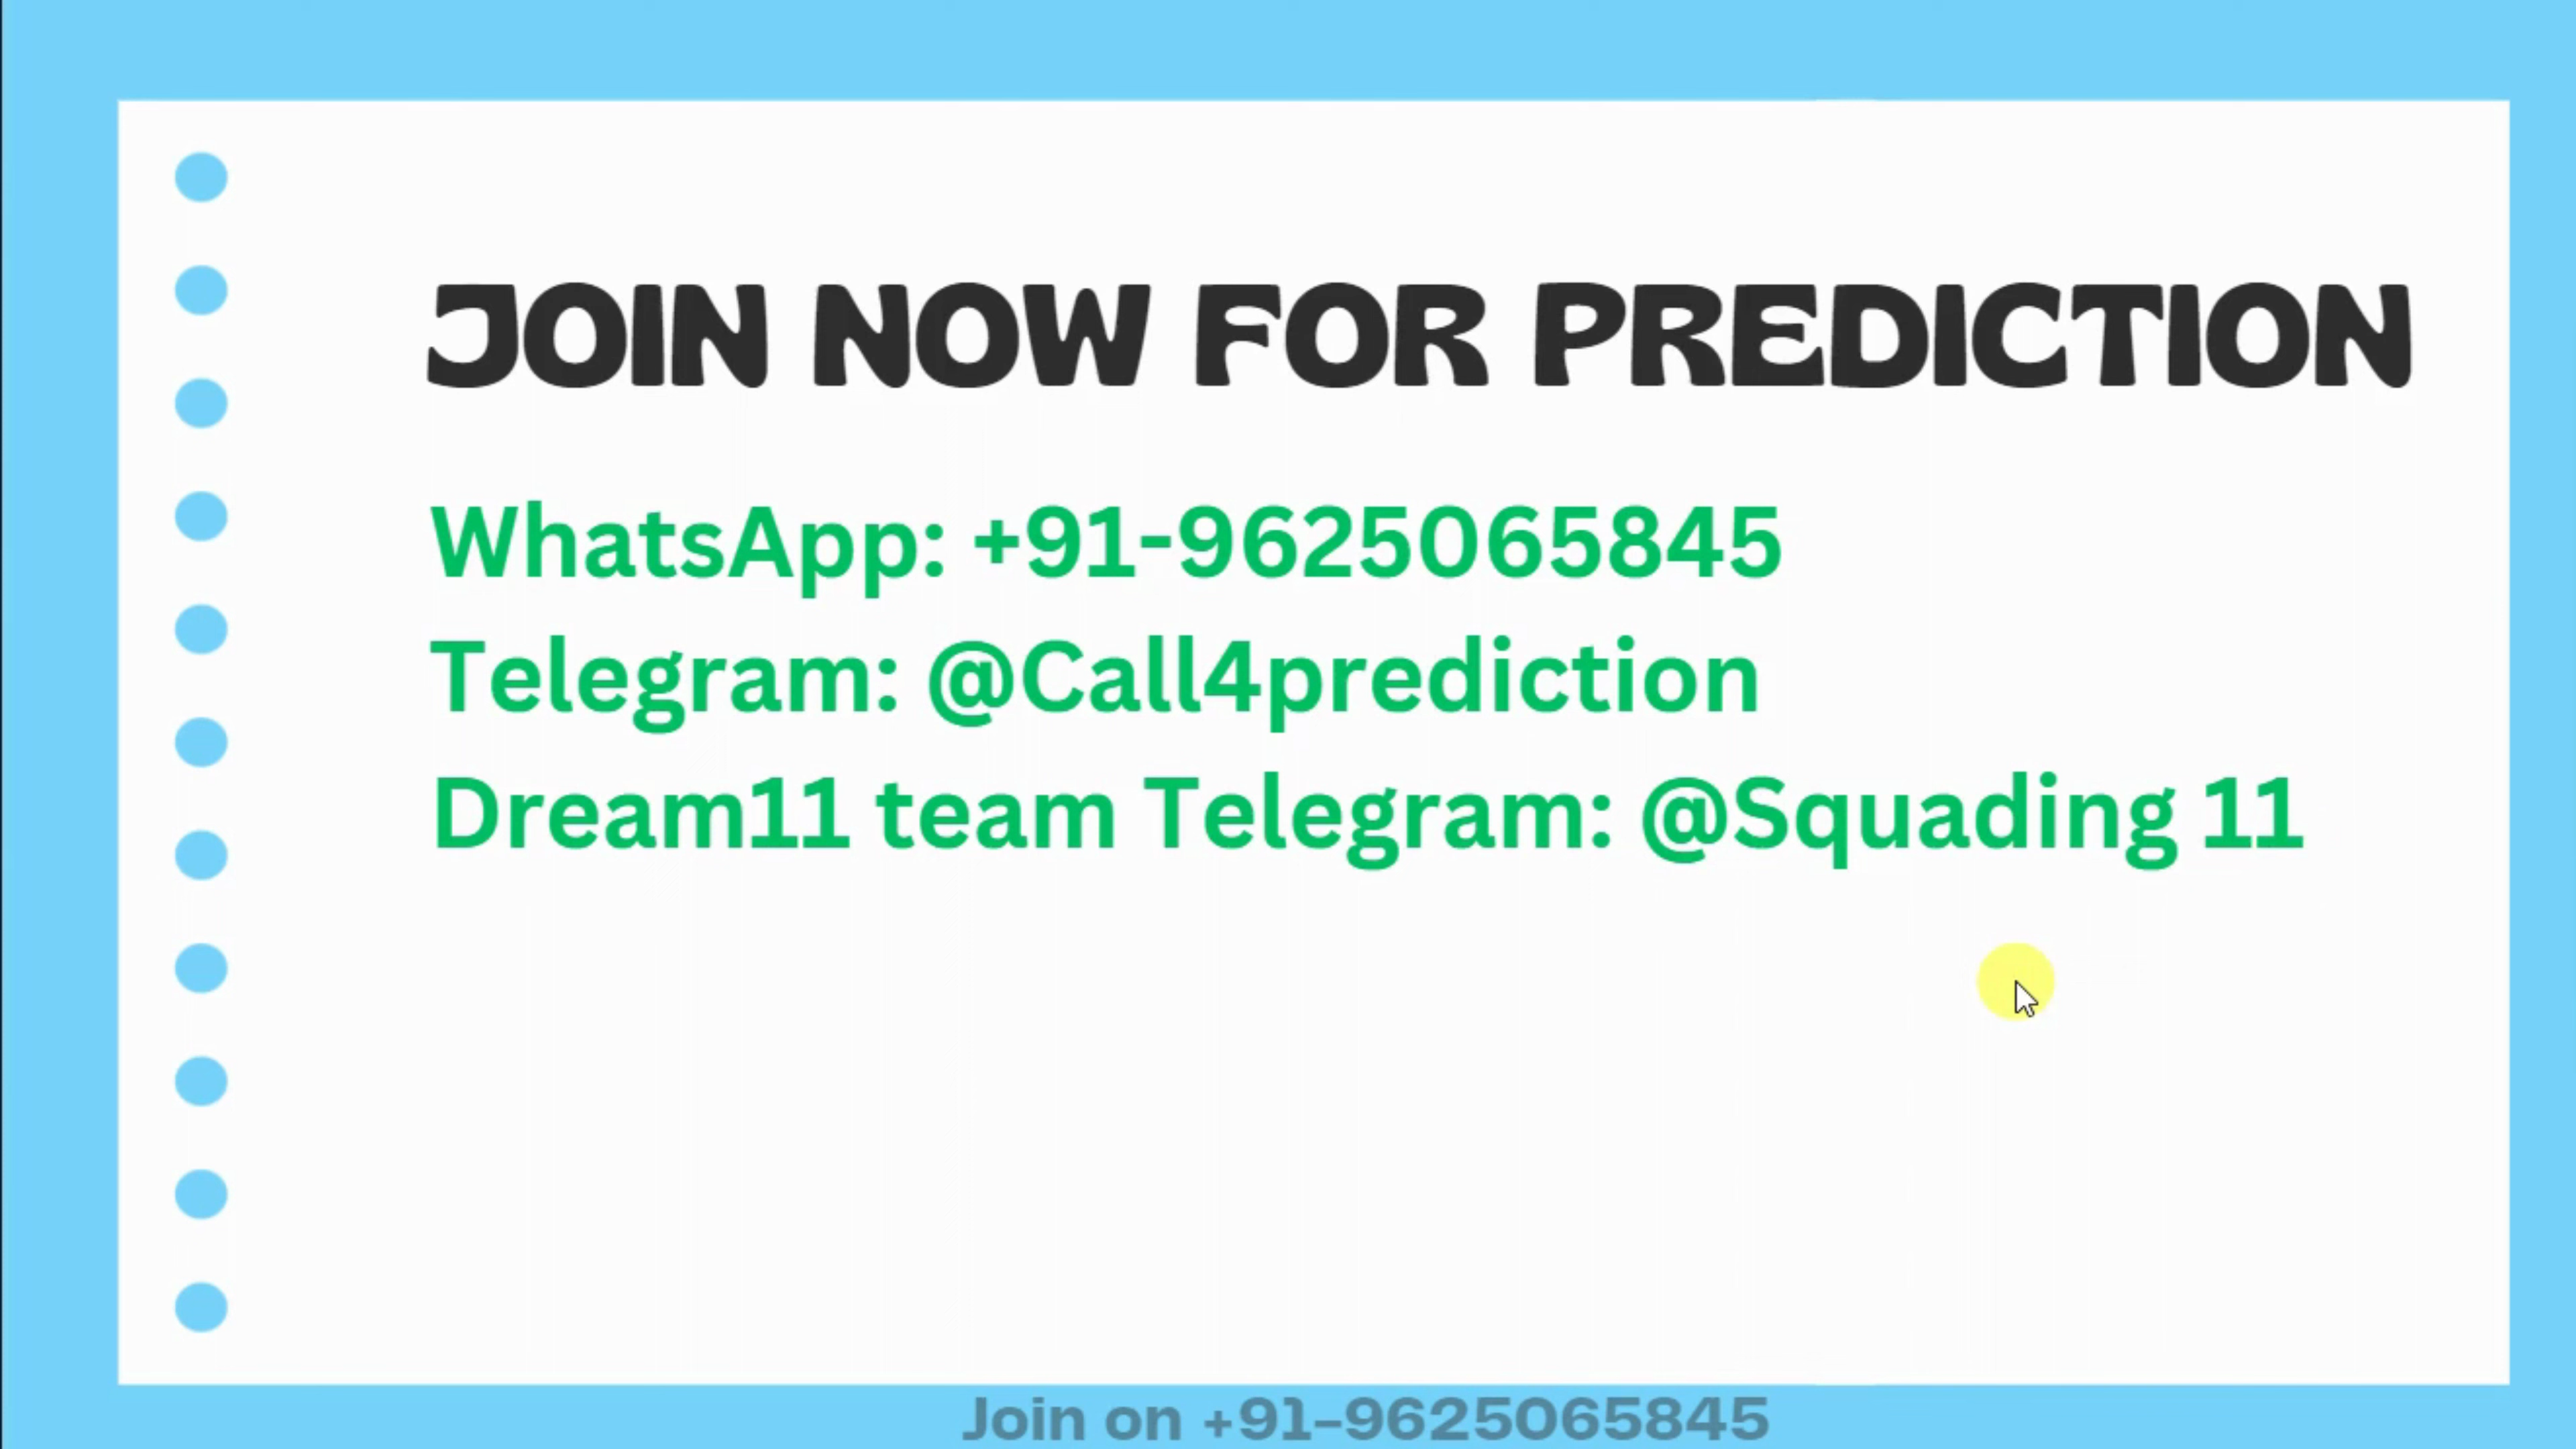 JOIN NOW FOR PREDICTION
WhatsApp: +91-9625065845
Telegram: @Call4prediction
Dream11 team Telegram: @Squading 11
Join on +91-9625065845